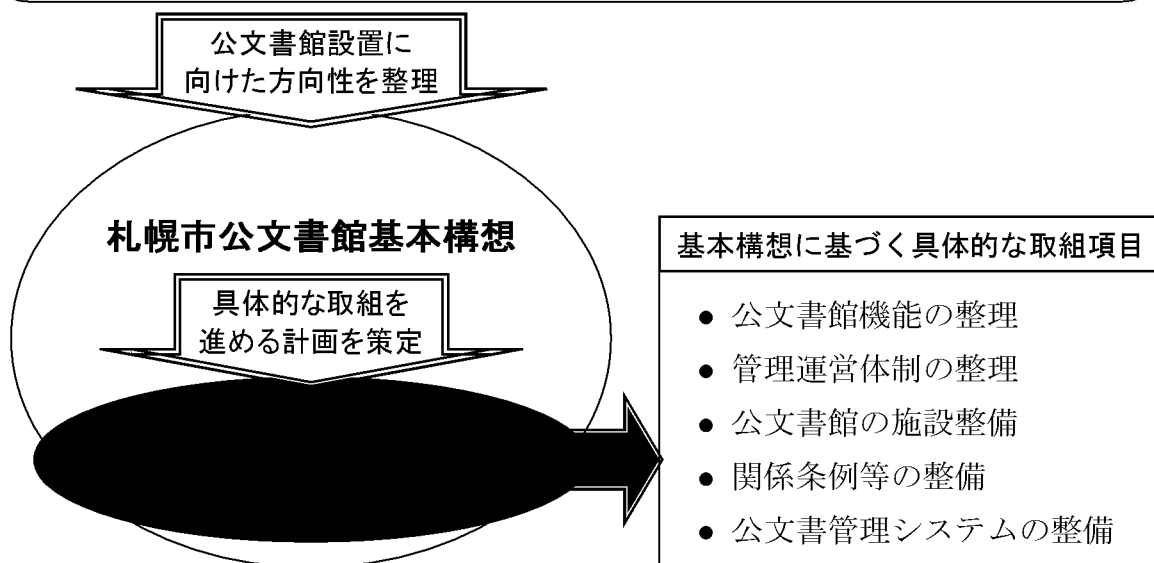 公文書館設置に
向けた方向性を整理
札幌市公文書館基本構想
具体的な取組を
進める計画を策定
基本構想に基づく具体的な取組項目
● 公文書館機能の整理
● 管理運営体制の整理
● 公文書館の施設整備
● 関係条例等の整備
● 公文書管理システムの整備